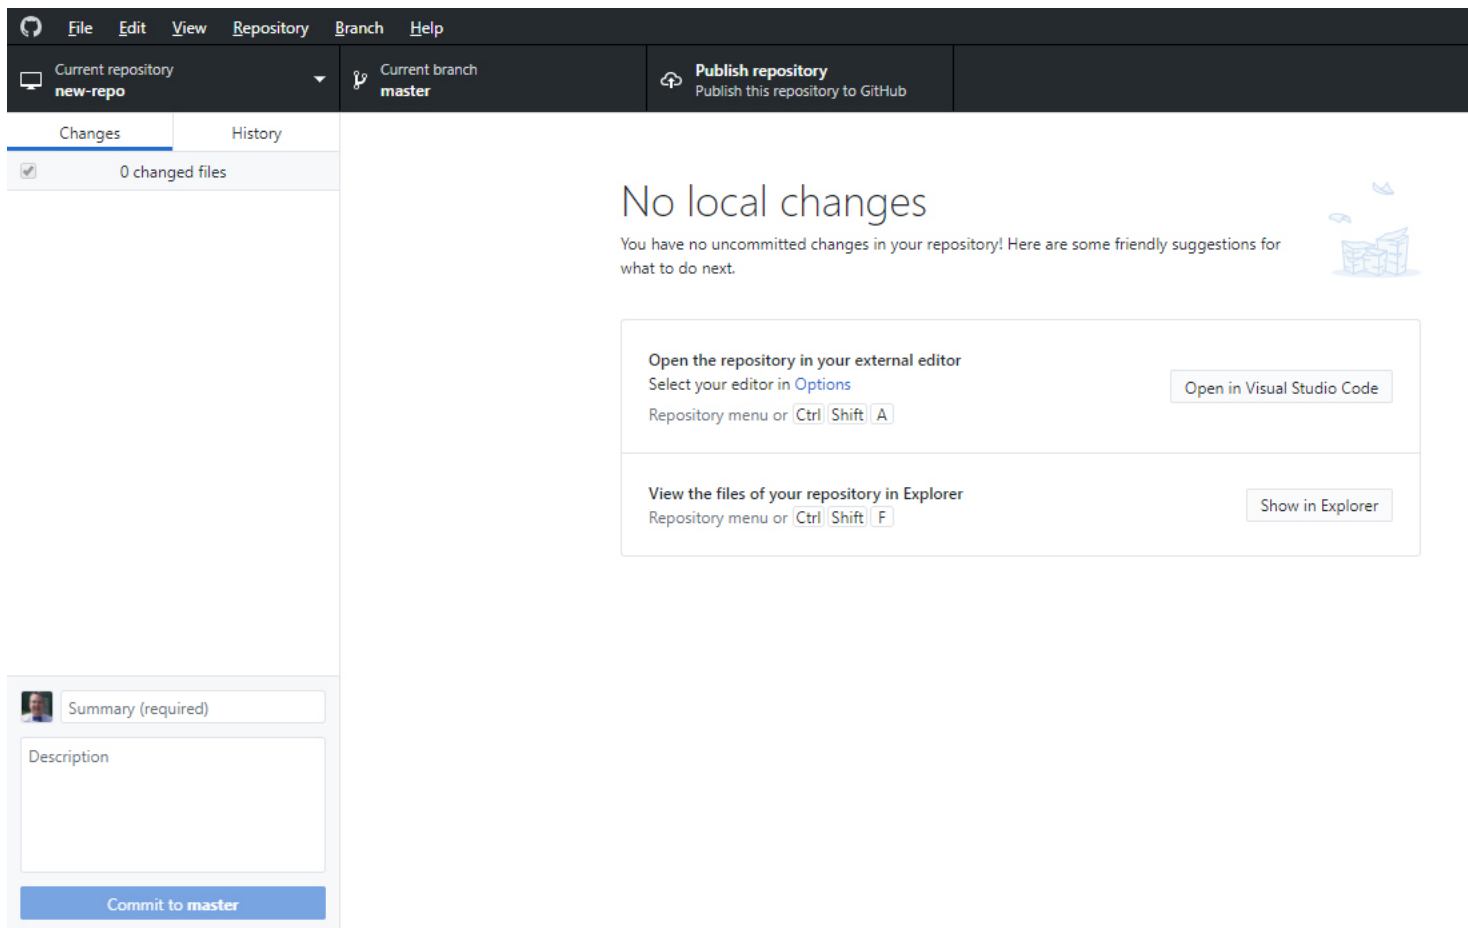 File Edit View Repository Branch Help
Current repository
new-repo
Current branch
master
Publish repository
Publish this repository to GitHub
Changes
History
0 changed files
No local changes
You have no uncommitted changes in your repository! Here are some friendly suggestions for
what to do next.
Open the repository in your external editor
Select your editor in Options
Repository menu or Ctrl Shift A
Open in Visual Studio Code
View the files of your repository in Explorer
Repository menu or Ctrl Shift F
Show in Explorer
Summary (required)
Description
Commit to master